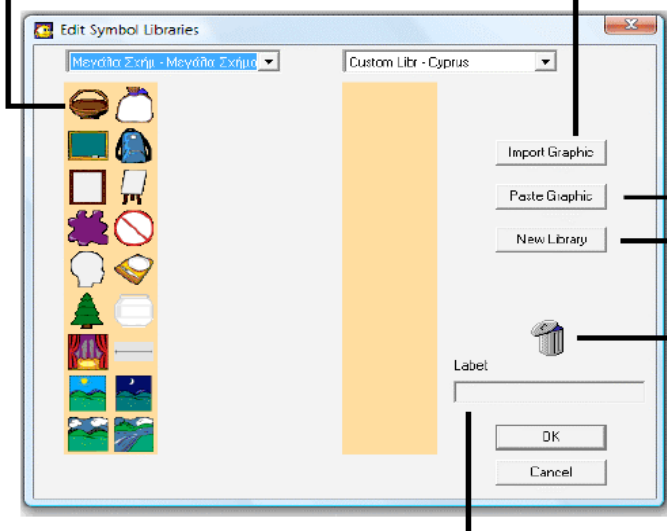 Edit Symbol Libraries
Μεγάλα Σχήμ - Μεγάλα Σχήμα
Custom Libr - Cyprus
Import Graphic
Paste Graphic
New Library
Label
OK
Cancel